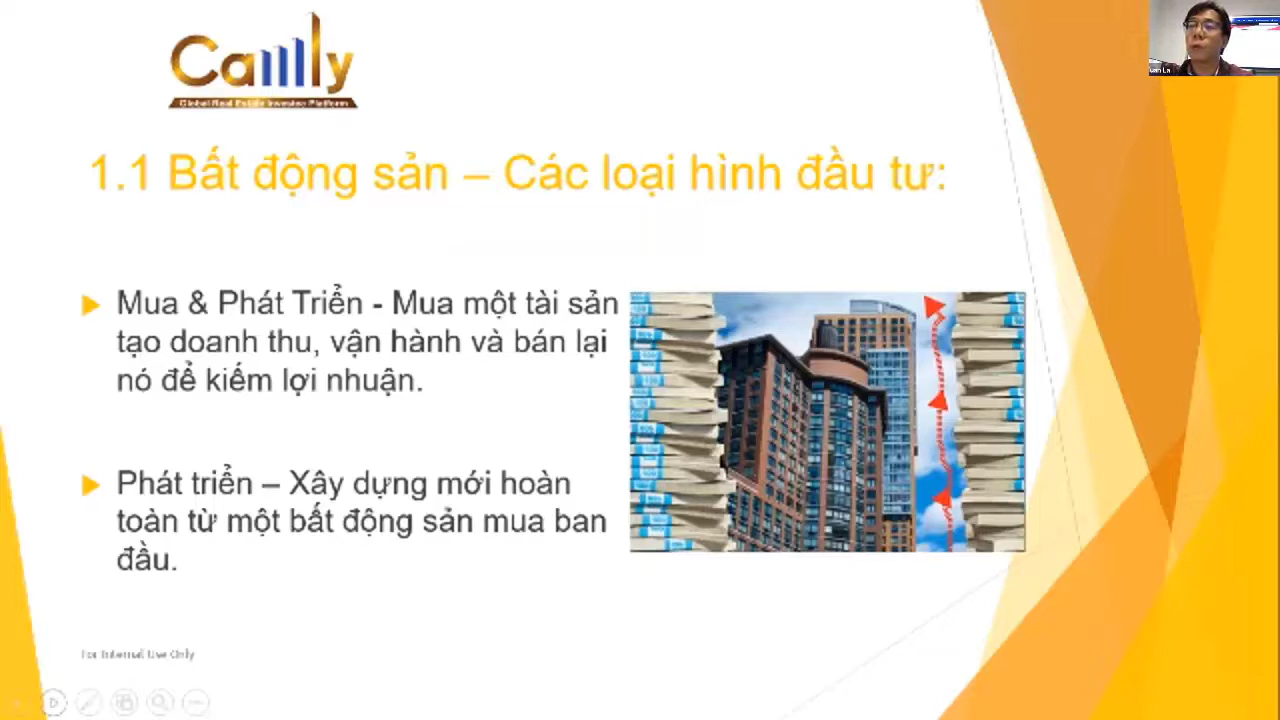 Camly
Global Real Estate Investor Platform
1.1 Bất động sản – Các loại hình đầu tư:
Mua & Phát Triển - Mua một tài sản
tạo doanh thu, vận hành và bán lại
nó để kiếm lợi nhuận.
Phát triển – Xây dựng mới hoàn
toàn từ một bất động sản mua ban
đầu.
For Internal Use Only